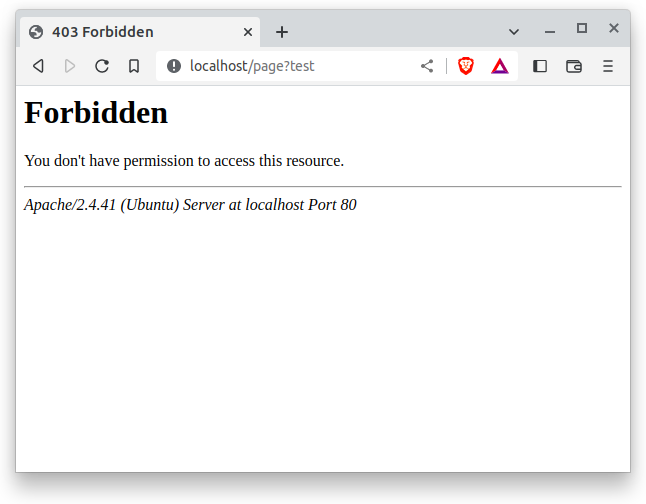 403 Forbidden
localhost/page?test
Forbidden
You don't have permission to access this resource.
Apache/2.4.41 (Ubuntu) Server at localhost Port 80